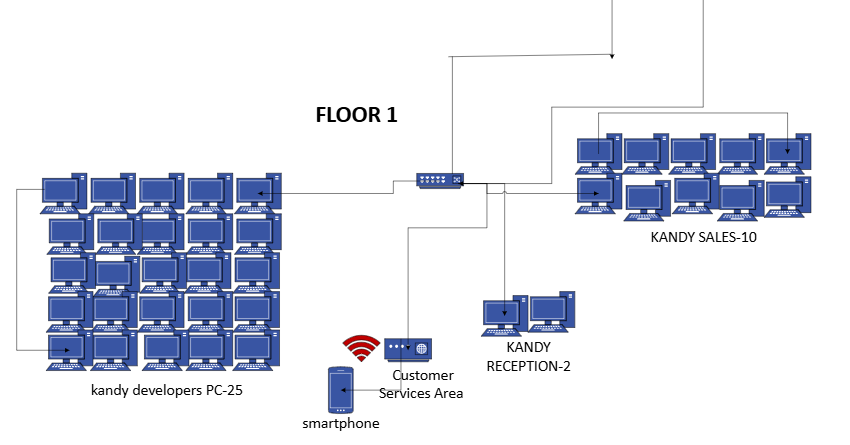 FLOOR 1
KANDY SALES-10
KANDY
RECEPTION-2
Customer
Services Area
kandy developers PC-25
smartphone